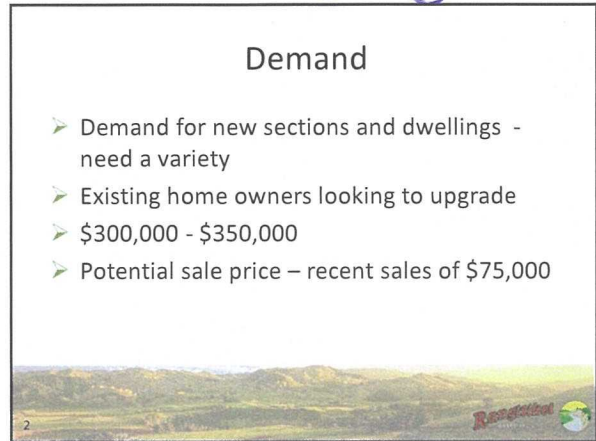 Demand
Demand for new sections and dwellings -
need a variety
Existing home owners looking to upgrade
$300,000 - $350,000
Potential sale price – recent sales of $75,000
2
Rangitikei